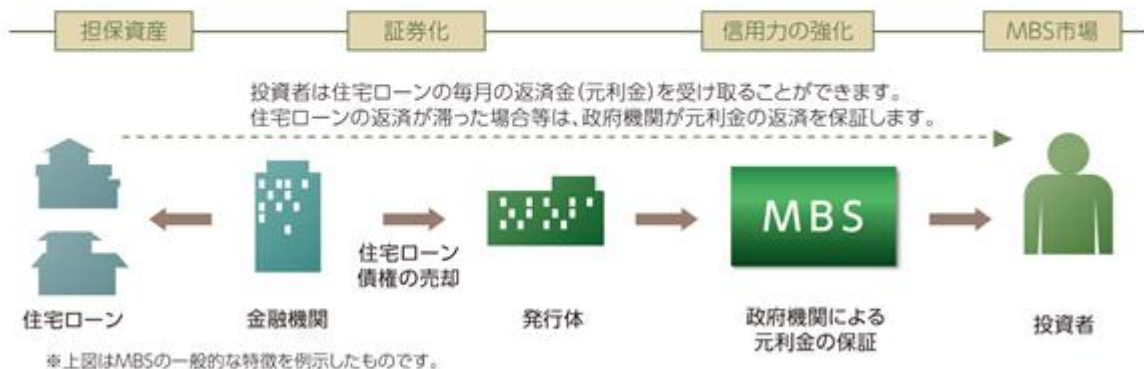 担保資産
証券化
信用力の強化
MBS市場
投資者は住宅ローンの毎月の返済金(元利金)を受け取ることができます。
住宅ローンの返済が滞った場合等は、政府機関が元利金の返済を保証します。
MBS
住宅ローン
債権の売却
住宅ローン
金融機関
発行体
政府機関による
元利金の保証
投資者
※上図はMBSの一般的な特徴を例示したものです。